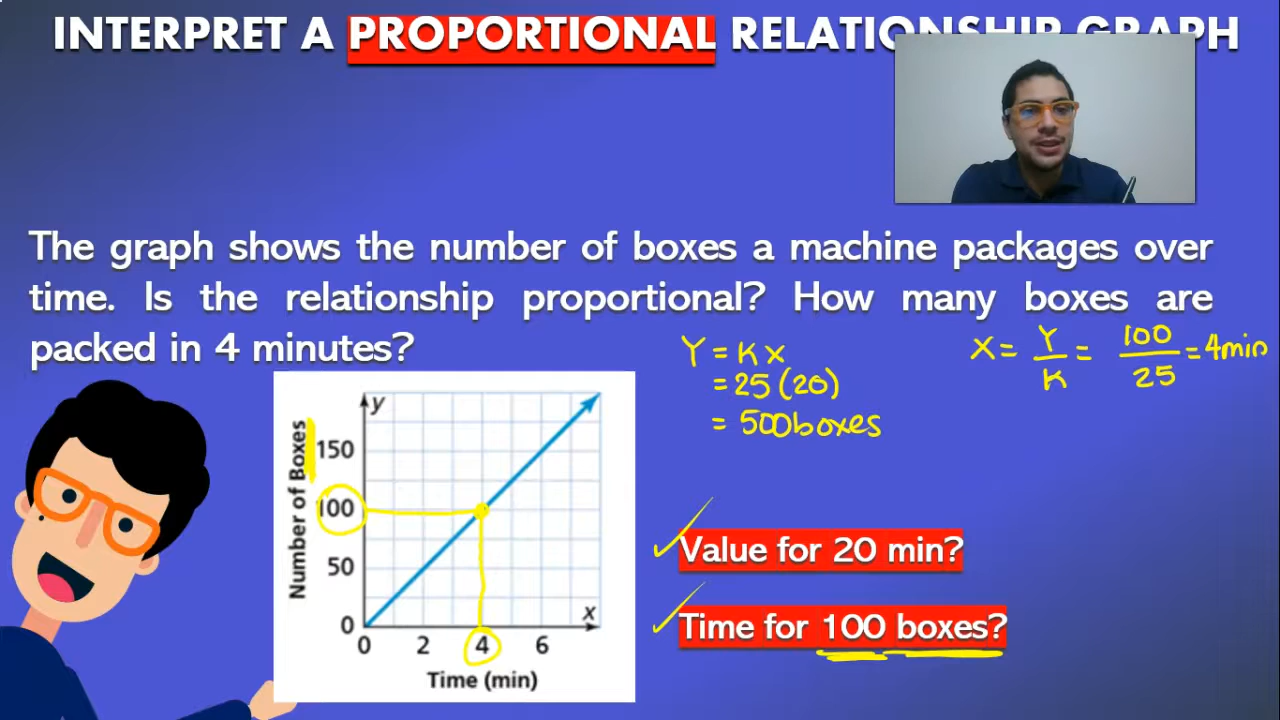 INTERPRET A PROPORTIONAL RELATIONSHIP GRAPH
The graph shows the number of boxes a machine packages over
time. Is the relationship proportional? How many boxes are
packed in 4 minutes?
Y = Kx
= 25(20)
= 500boxes
X = Y/K = 100/25 = 4min
y
Number of Boxes
150
100
50
0
x
0 2 4 6
Time (min)
Value for 20 min?
Time for 100 boxes?